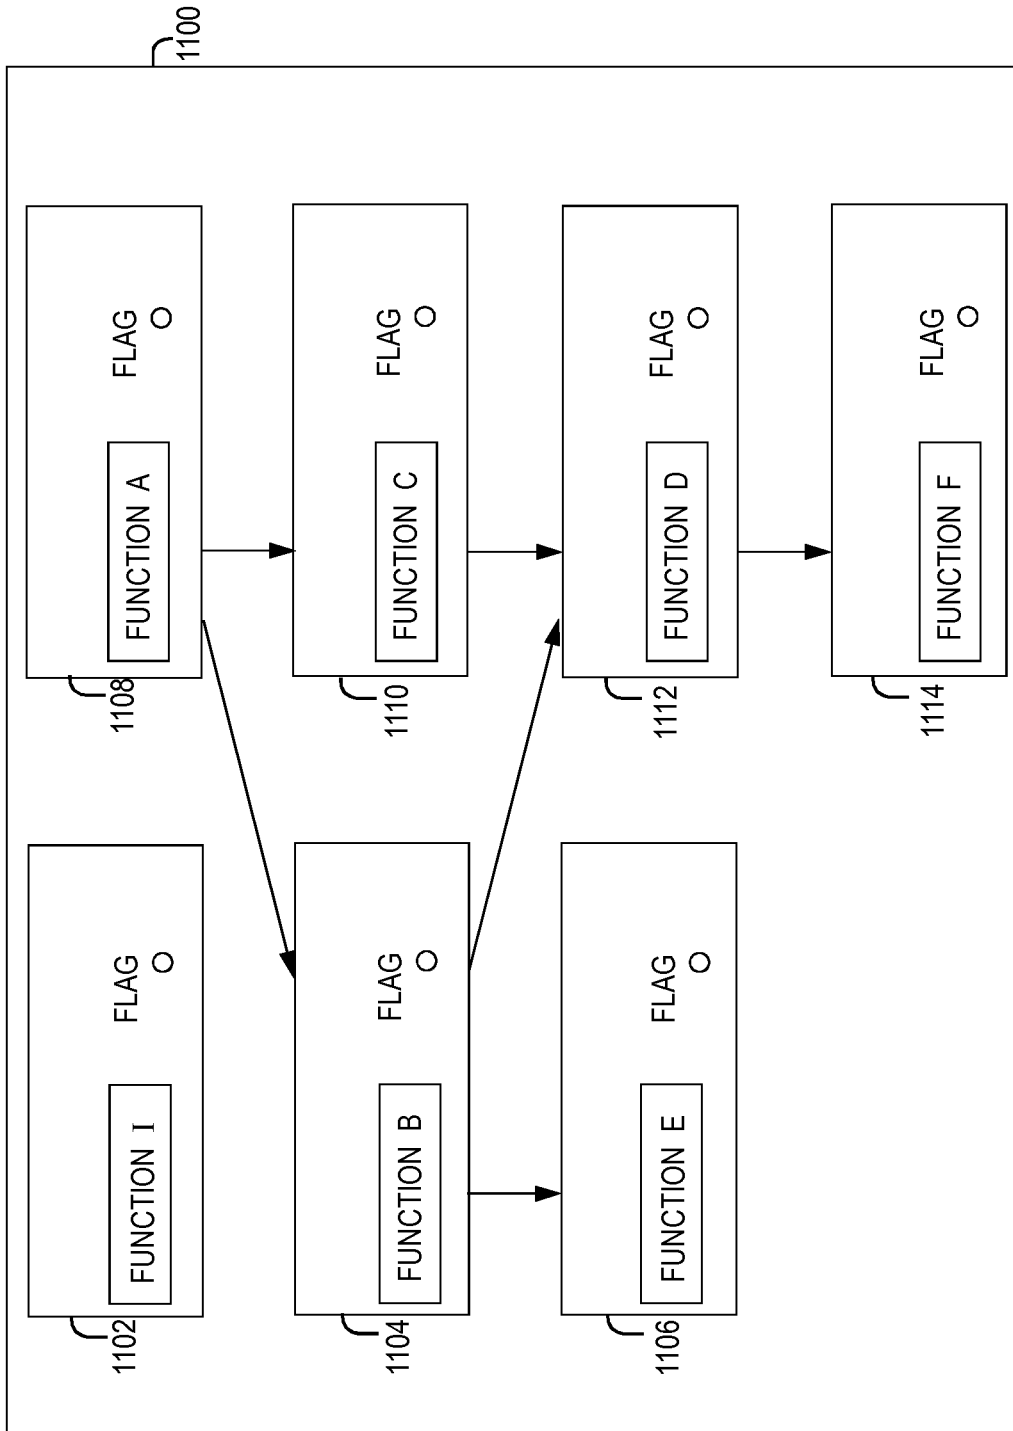 1100
1102
FUNCTION I
FLAG
1108
FUNCTION A
FLAG
1104
FUNCTION B
FLAG
1110
FUNCTION C
FLAG
1106
FUNCTION E
FLAG
1112
FUNCTION D
FLAG
1114
FUNCTION F
FLAG